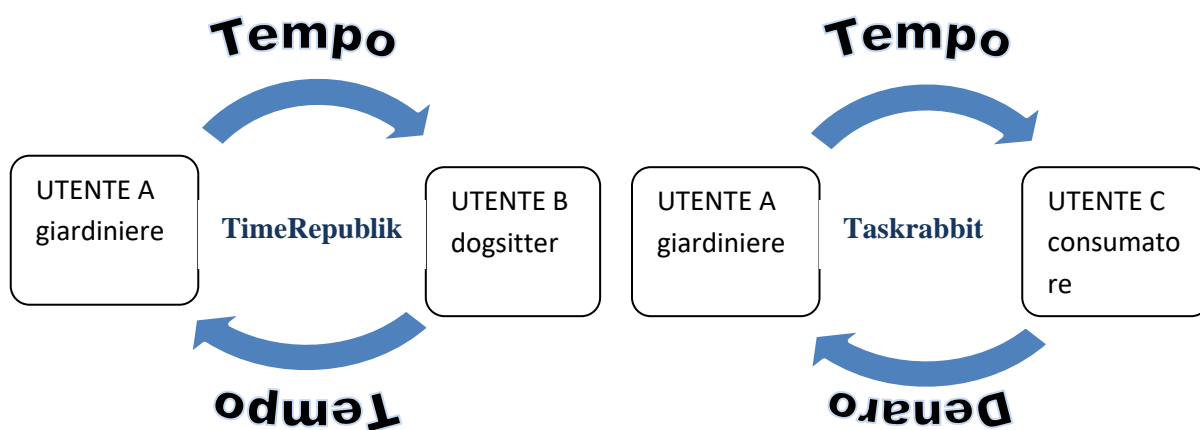 Tempo
UTENTE A
giardiniere
TimeRepublik
UTENTE B
dogsitter
Tempo
Tempo
UTENTE A
giardiniere
Taskrabbit
UTENTE C
consumato
re
Denaro